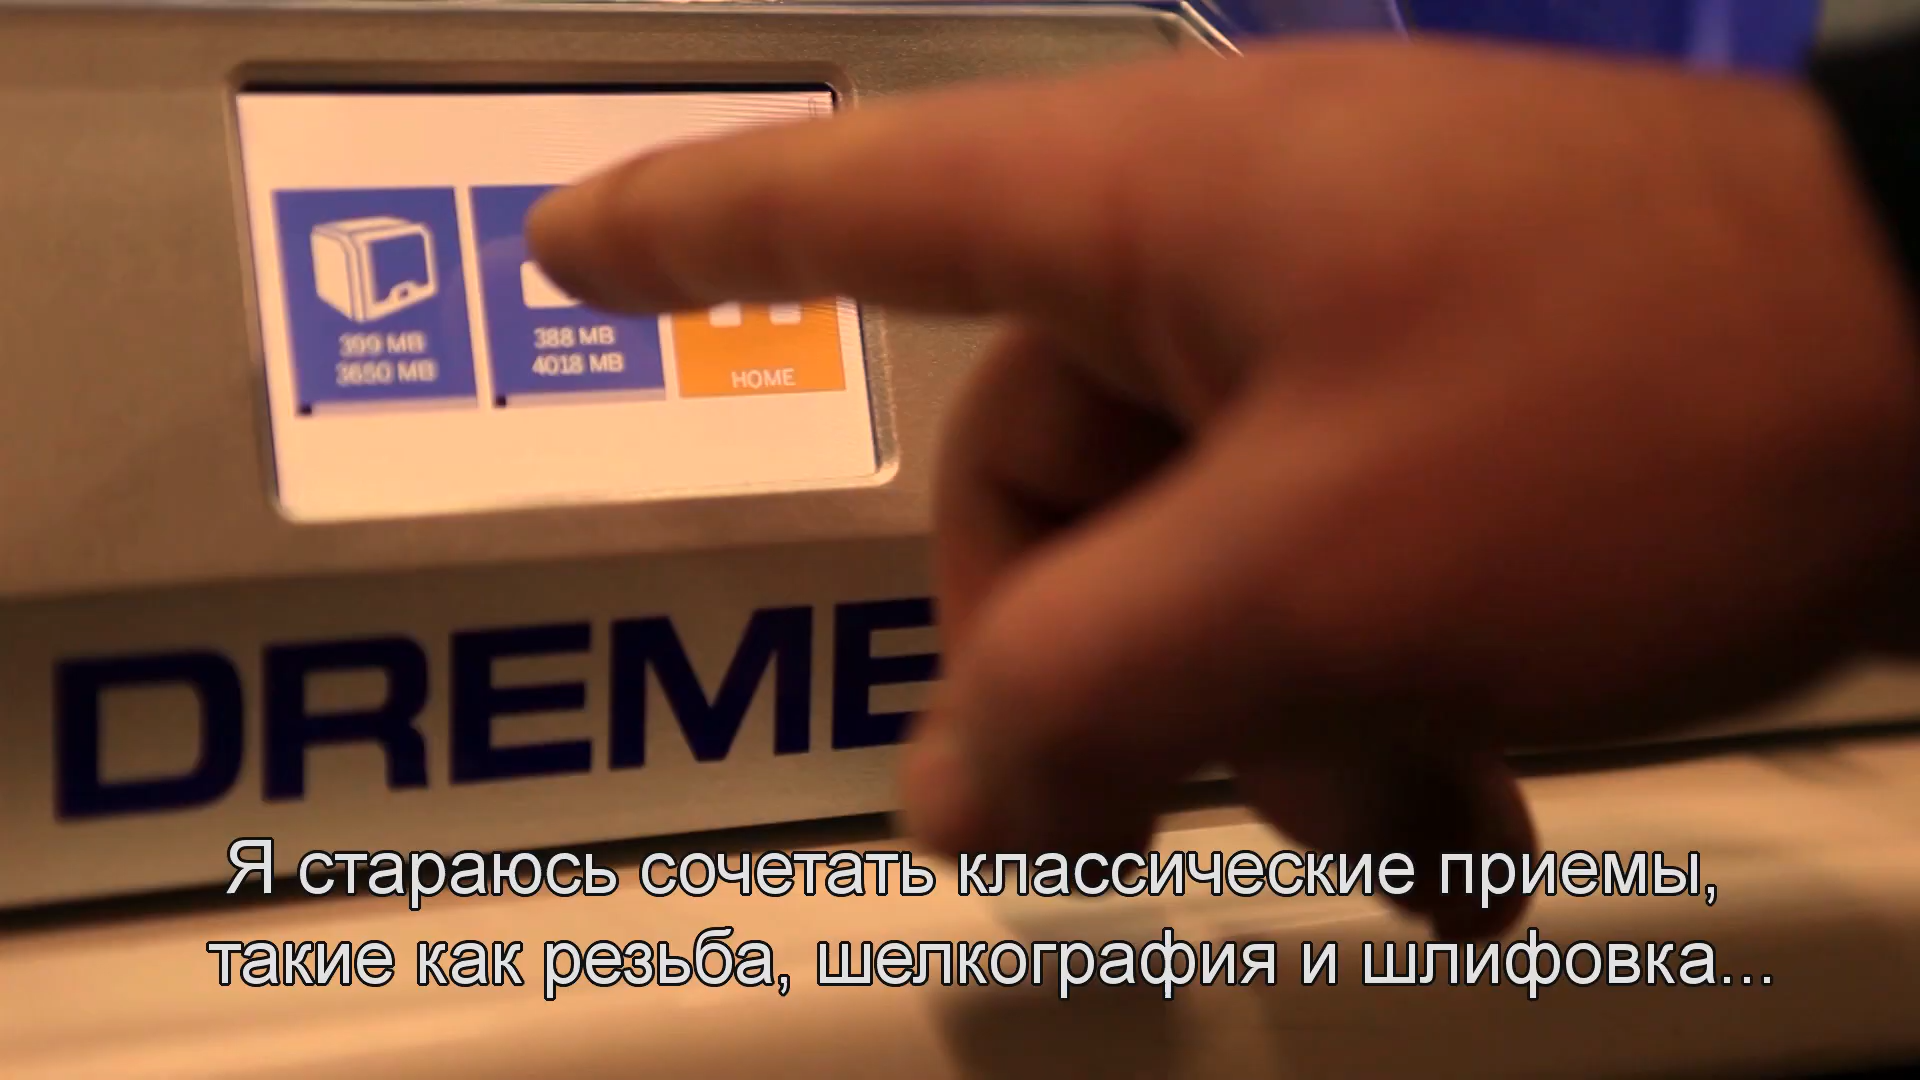 399 MB
3650 MB
388 MB
4018 MB
HOME
DREME
Я стараюсь сочетать классические приемы,
такие как резьба, шелкография и шлифовка...